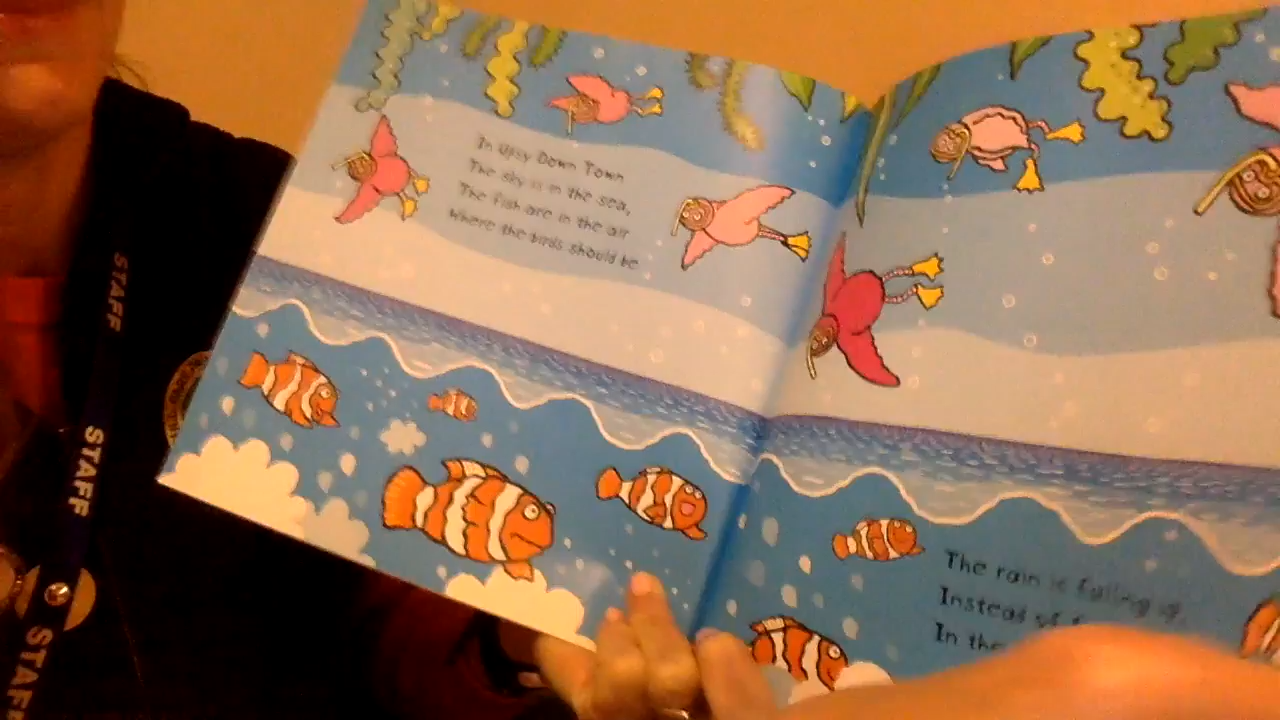 In Upsy Down Town
The sky is in the sea,
The fish are in the air
Where the birds should be
The rain is falling up,
Instead of
In the
STAFF
STAFF
STAFF